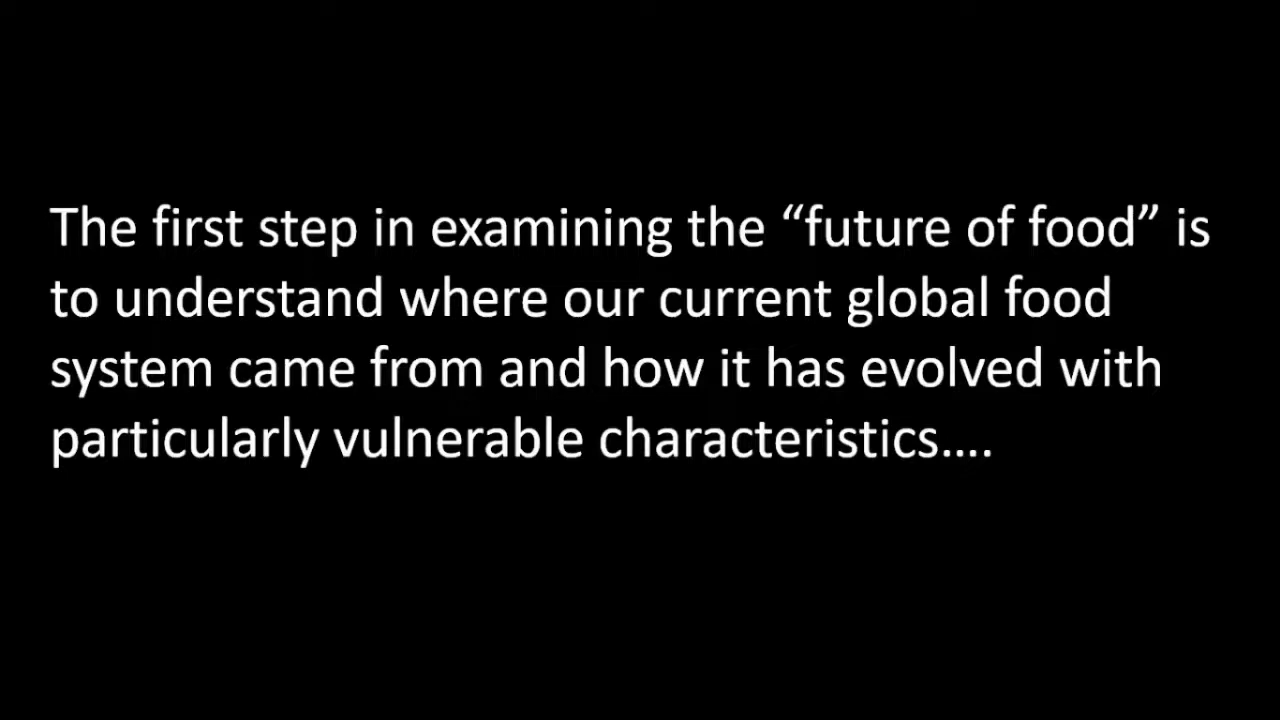 The first step in examining the “future of food” is
to understand where our current global food
system came from and how it has evolved with
particularly vulnerable characteristics….